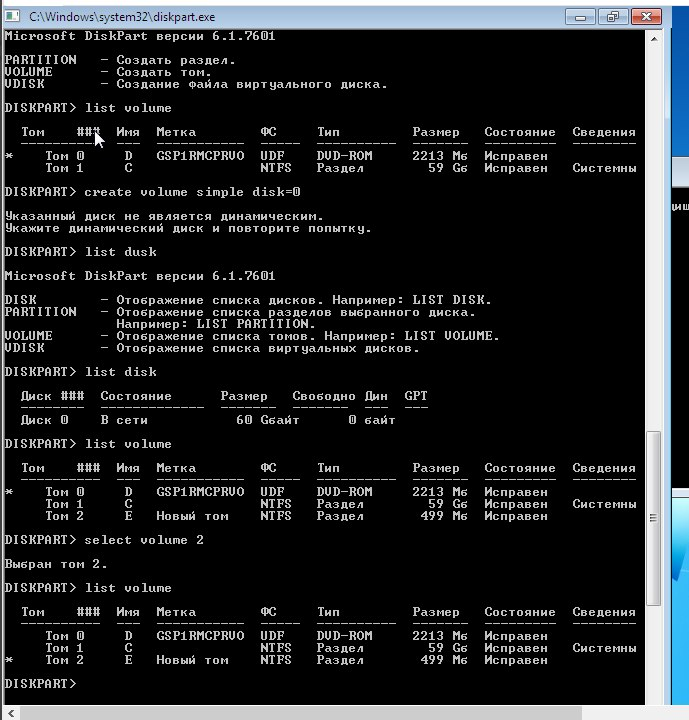 C:\Windows\system32\diskpart.exe
Microsoft DiskPart версии 6.1.7601
PARTITION - Создать раздел.
VOLUME - Создать том.
VDISK - Создание файла виртуального диска.
DISKPART> list volume
Том ### Имя Метка ФС Тип Размер Состояние Сведения
* Том 0 D GSP1RMCPRVO UDF DVD-ROM 2213 Мб Исправен
Том 1 C NTFS Раздел 59 Gб Исправен Системны
DISKPART> create volume simple disk=0
Указанный диск не является динамическим.
Укажите динамический диск и повторите попытку.
DISKPART> list dusk
Microsoft DiskPart версии 6.1.7601
DISK - Отображение списка дисков. Например: LIST DISK.
PARTITION - Отображение списка разделов выбранного диска.
Например: LIST PARTITION.
VOLUME - Отображение списка томов. Например: LIST VOLUME.
VDISK - Отображение списка виртуальных дисков.
DISKPART> list disk
Диск ### Состояние Размер Свободно Дин GPT
Диск 0 В сети 60 Gбайт 0 байт
DISKPART> list volume
Том ### Имя Метка ФС Тип Размер Состояние Сведения
* Том 0 D GSP1RMCPRVO UDF DVD-ROM 2213 Мб Исправен
Том 1 C NTFS Раздел 59 Gб Исправен Системны
Том 2 E Новый том NTFS Раздел 499 Мб Исправен
DISKPART> select volume 2
Выбран том 2.
DISKPART> list volume
Том ### Имя Метка ФС Тип Размер Состояние Сведения
Том 0 D GSP1RMCPRVO UDF DVD-ROM 2213 Мб Исправен
Том 1 C NTFS Раздел 59 Gб Исправен Системны
* Том 2 E Новый том NTFS Раздел 499 Мб Исправен
DISKPART>